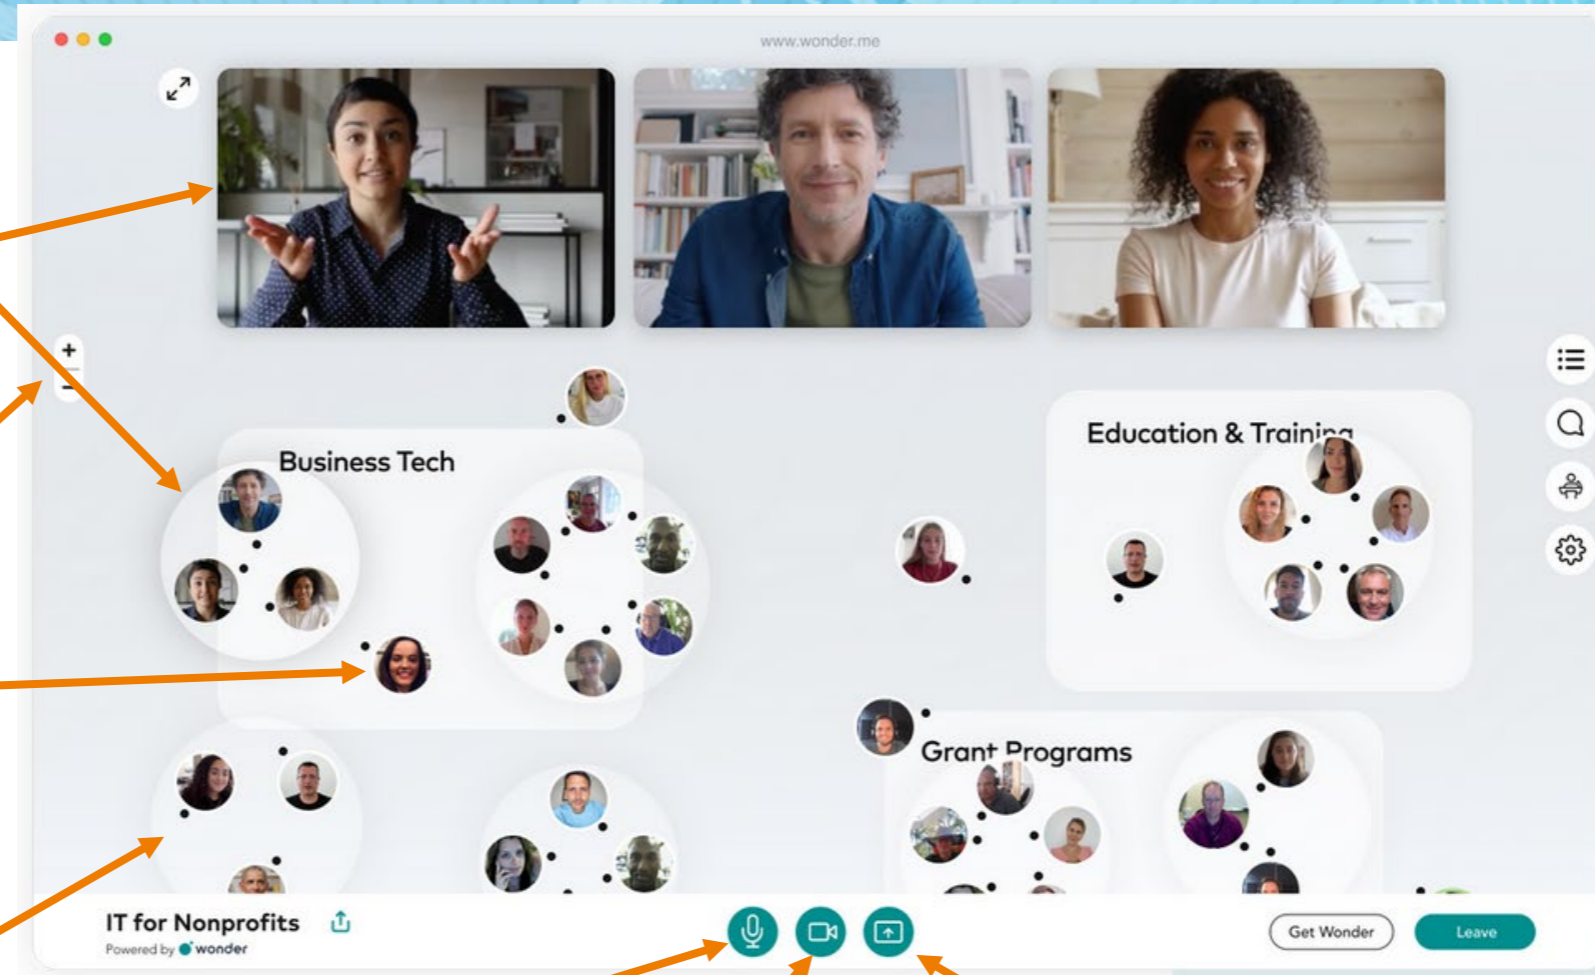 www.wonder.me
Business Tech
Education & Training
Grant Programs
IT for Nonprofits
Powered by wonder
Get Wonder
Leave